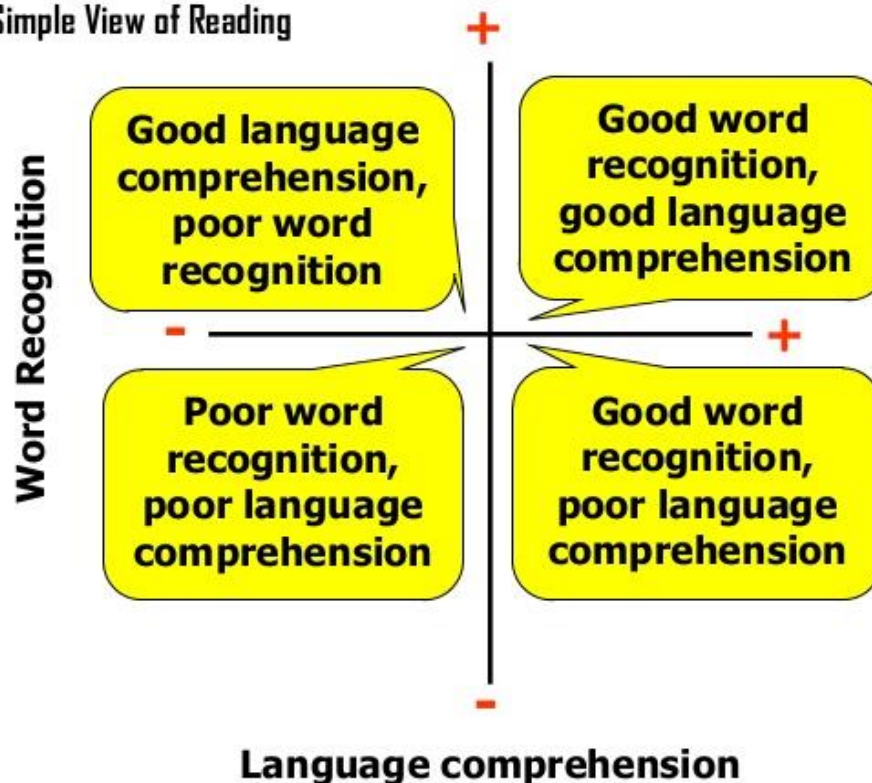 Simple View of Reading
+
Good language
comprehension,
poor word
recognition
Good word
recognition,
good language
comprehension
Word Recognition
-
+
Poor word
recognition,
poor language
comprehension
Good word
recognition,
poor language
comprehension
-
Language comprehension